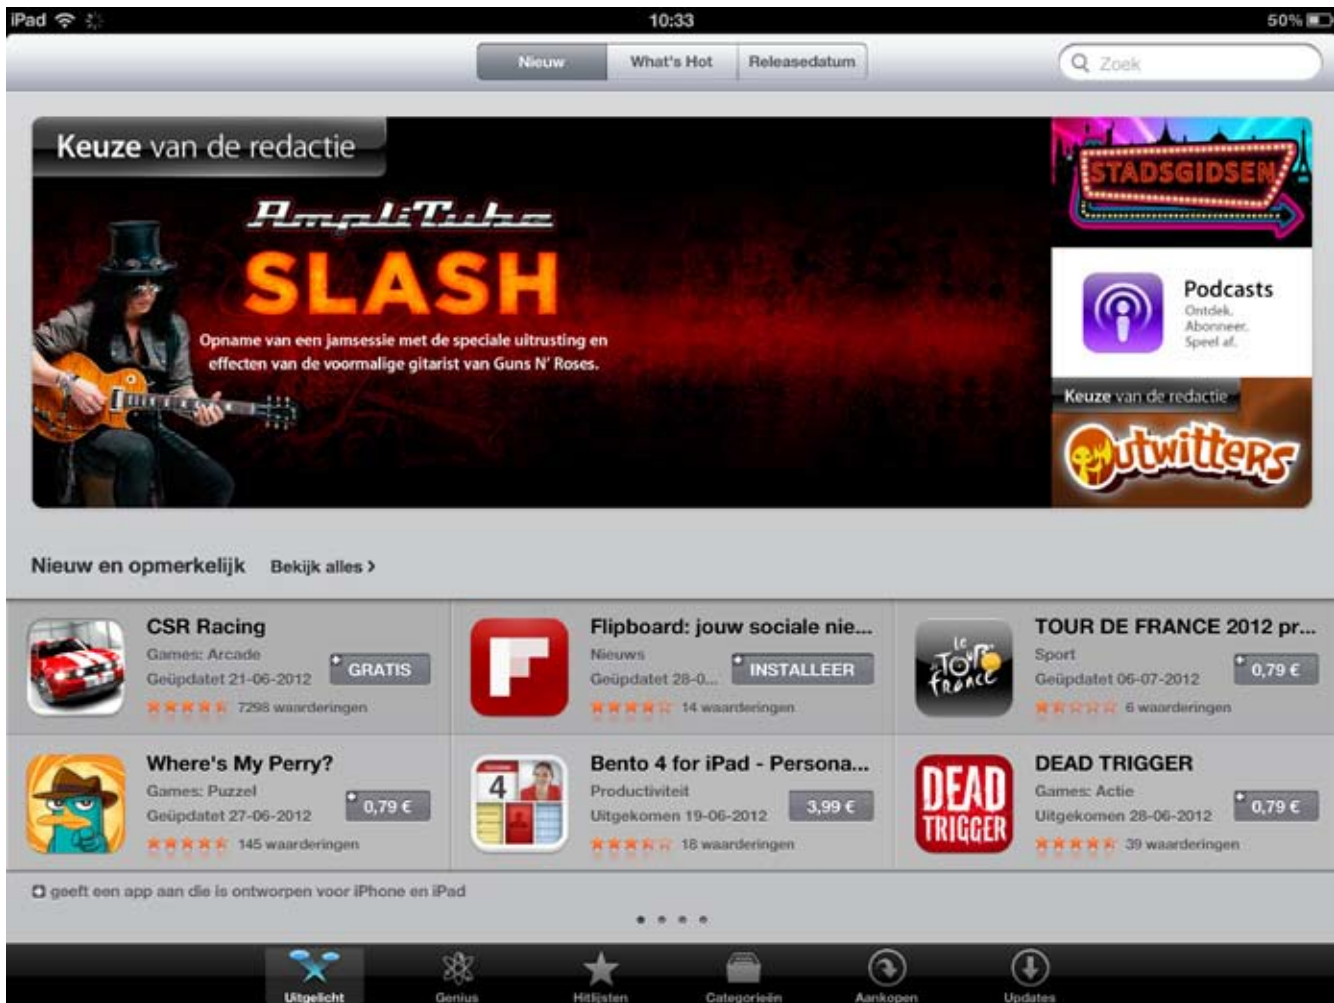 iPad 10:33 50%
Nieuw What's Hot Releasedatum Zoek
Keuze van de redactie
AmpliTube
SLASH
Opname van een jamsessie met de speciale uitrusting en
effecten van de voormalige gitarist van Guns N' Roses.
STADSGIDSEN
Podcasts
Ontdek.
Abonneer.
Speel af.
Keuze van de redactie
Outwitters
Nieuw en opmerkelijk Bekijk alles >
CSR Racing
Games: Arcade
Geüpdatet 21-06-2012
GRATIS
7298 waarderingen
Flipboard: jouw sociale nie...
Nieuws
Geüpdatet 28-0...
INSTALLEER
14 waarderingen
Le Tour de France
TOUR DE FRANCE 2012 pr...
Sport
Geüpdatet 06-07-2012
0,79 €
6 waarderingen
Where's My Perry?
Games: Puzzel
Geüpdatet 27-06-2012
0,79 €
145 waarderingen
4
Bento 4 for iPad - Persona...
Productiviteit
Uitgekomen 19-06-2012
3,99 €
18 waarderingen
DEAD
TRIGGER
DEAD TRIGGER
Games: Actie
Uitgekomen 28-06-2012
0,79 €
39 waarderingen
geeft een app aan die is ontworpen voor iPhone en iPad
Uitgelicht Genius Hitlijsten Categorieën Aankopen Updates